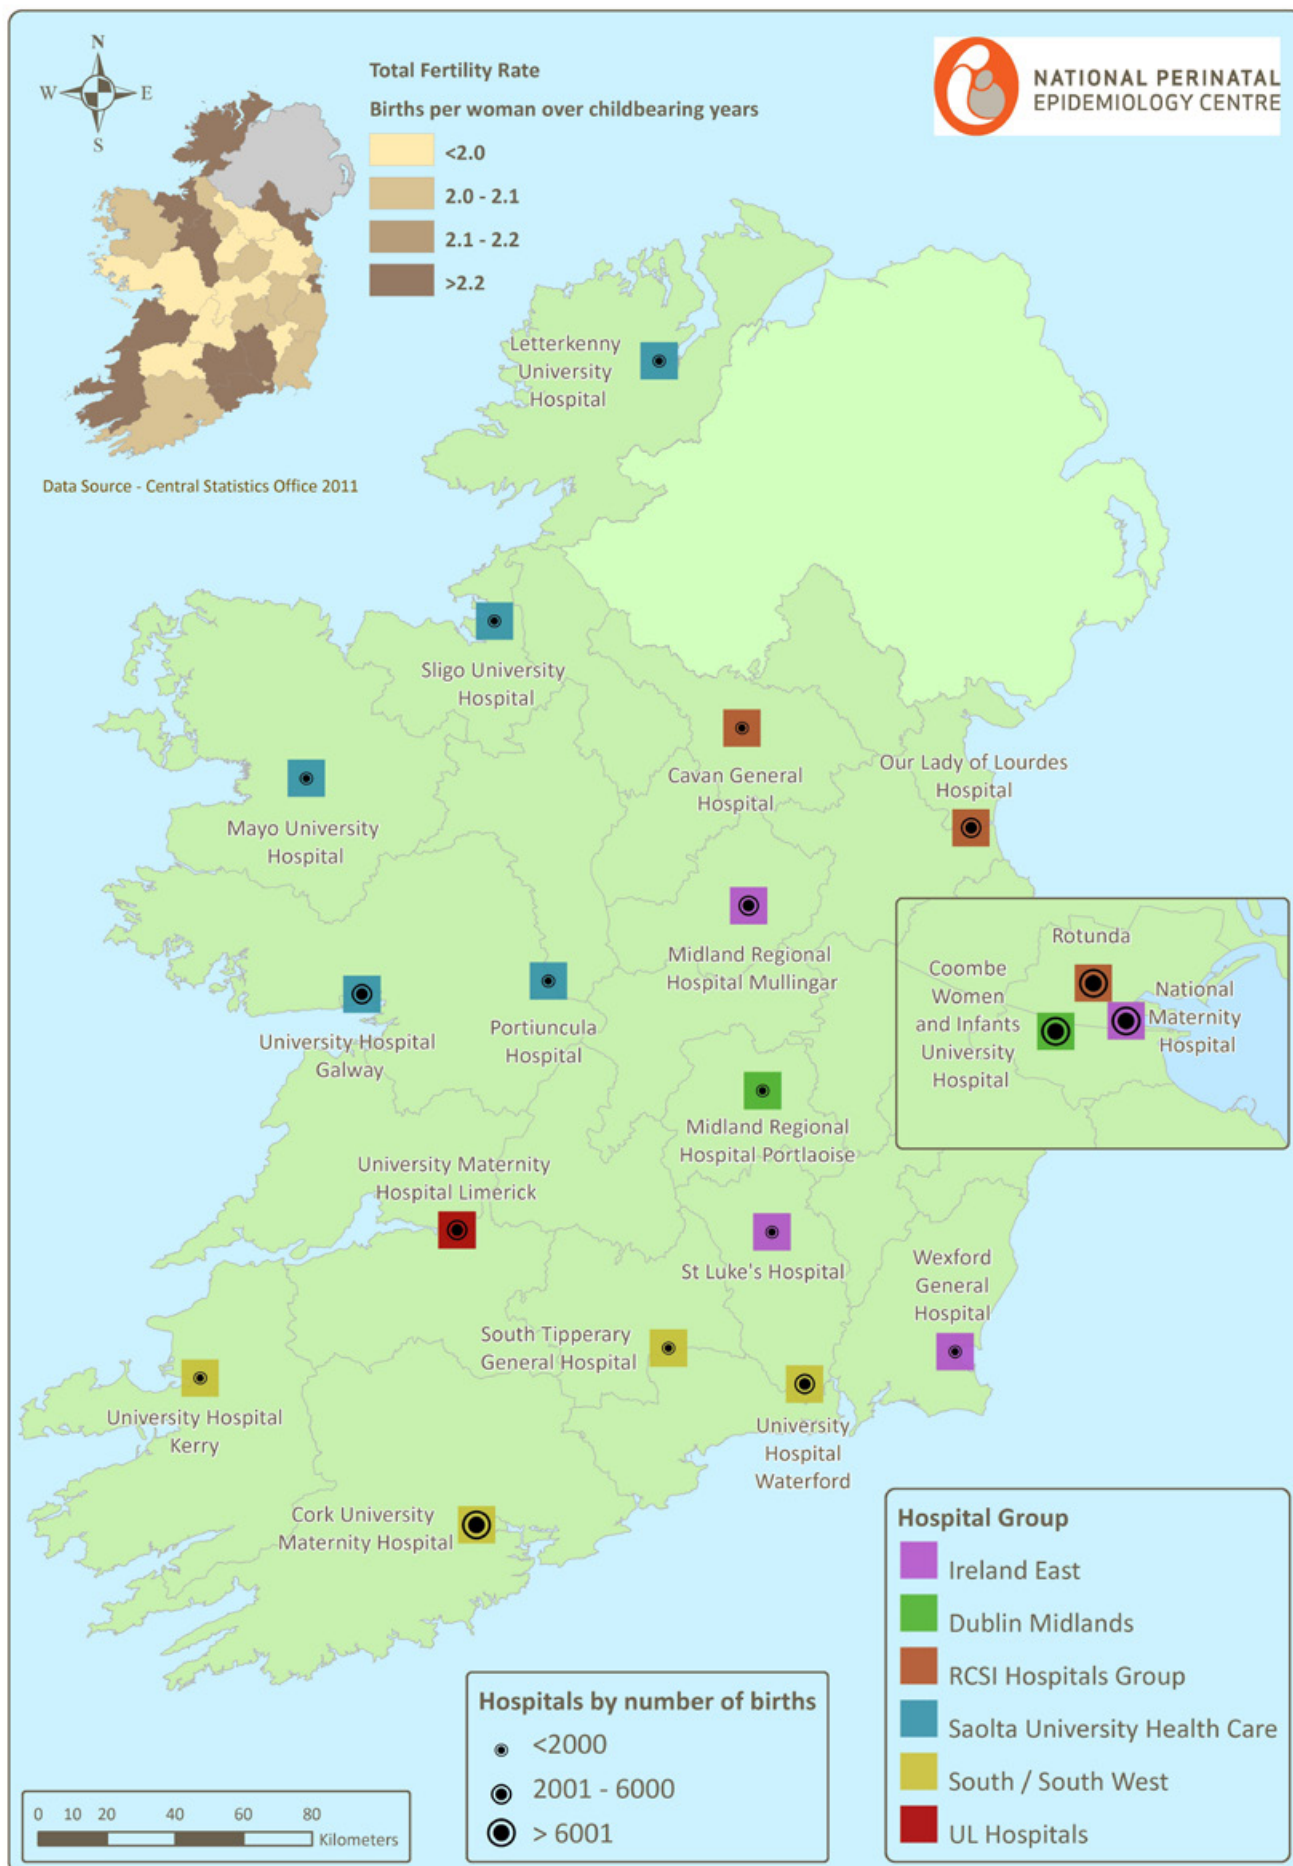 N
W
E
S
Total Fertility Rate
Births per woman over childbearing years
<2.0
2.0 - 2.1
2.1 - 2.2
>2.2
NATIONAL PERINATAL
EPIDEMIOLOGY CENTRE
Data Source - Central Statistics Office 2011
Letterkenny
University
Hospital
Sligo University
Hospital
Cavan General
Hospital
Our Lady of Lourdes
Hospital
Mayo University
Hospital
Midland Regional
Hospital Mullingar
Rotunda
Coombe
Women
and Infants
University
Hospital
National
Maternity
Hospital
University Hospital
Galway
Portiuncula
Hospital
Midland Regional
Hospital Portlaoise
University Maternity
Hospital Limerick
St Luke's Hospital
Wexford
General
Hospital
South Tipperary
General Hospital
University Hospital
Kerry
University
Hospital
Waterford
Cork University
Maternity Hospital
Hospital Group
Ireland East
Dublin Midlands
RCSI Hospitals Group
Saolta University Health Care
South / South West
UL Hospitals
Hospitals by number of births
<2000
2001 - 6000
> 6001
0 10 20 40 60 80
Kilometers